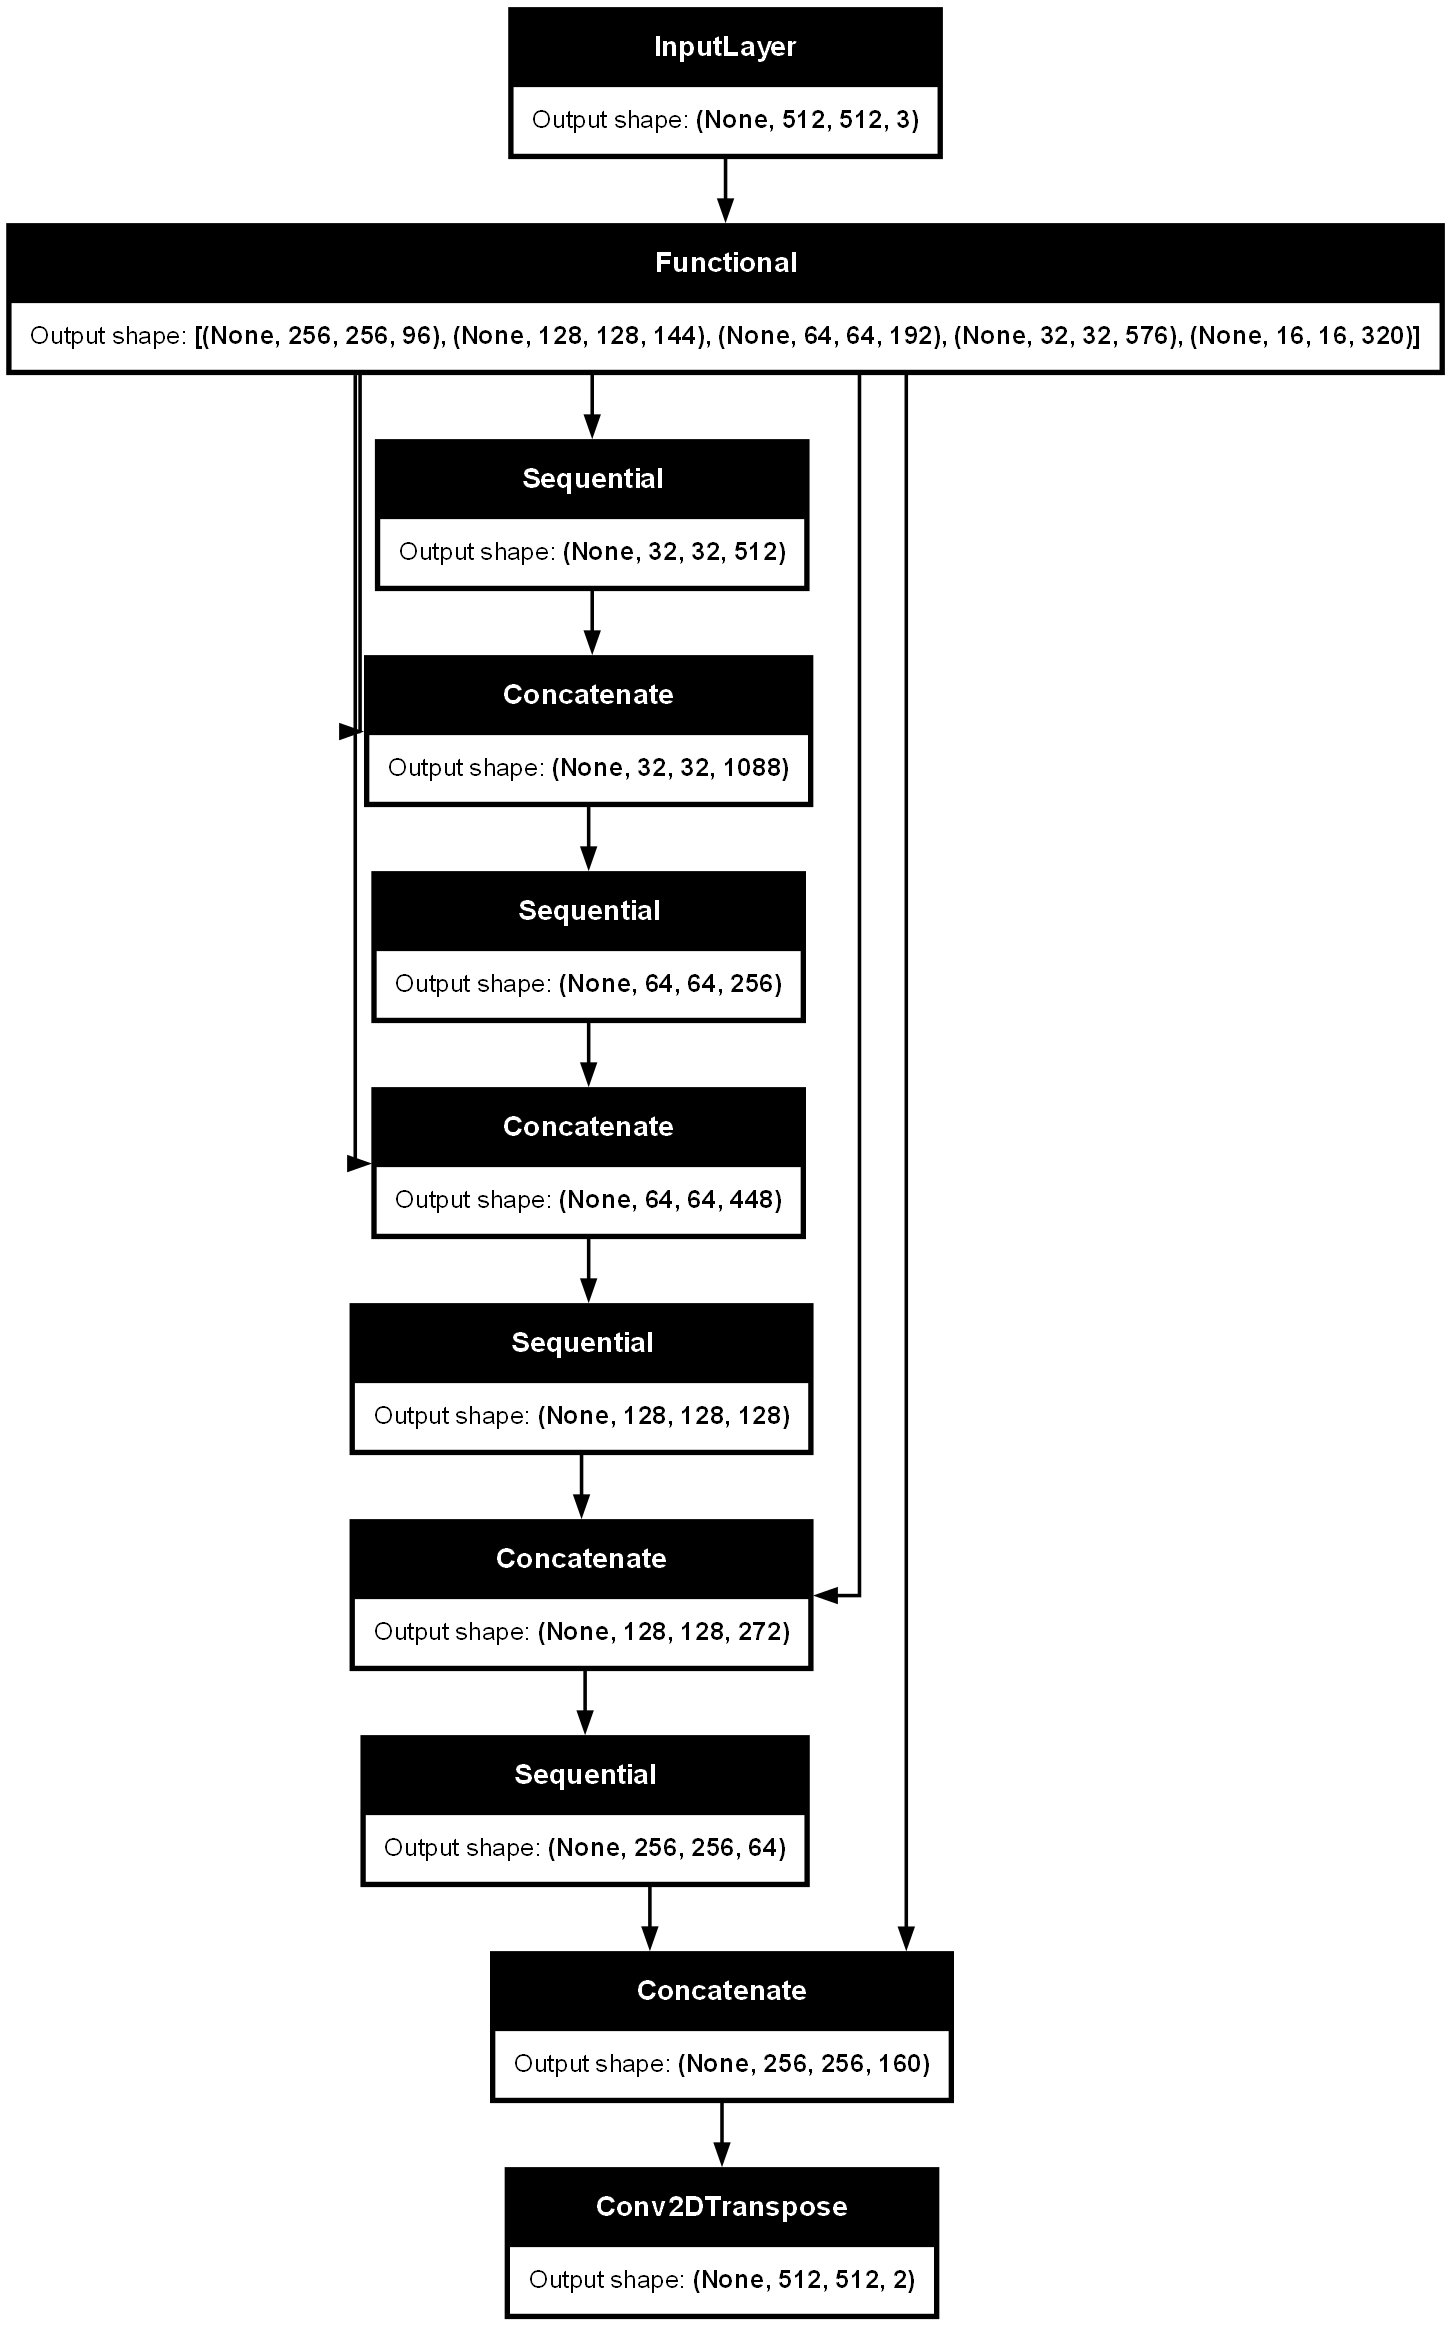 InputLayer
Output shape: (None, 512, 512, 3)
Functional
Output shape: [(None, 256, 256, 96), (None, 128, 128, 144), (None, 64, 64, 192), (None, 32, 32, 576), (None, 16, 16, 320)]
Sequential
Output shape: (None, 32, 32, 512)
Concatenate
Output shape: (None, 32, 32, 1088)
Sequential
Output shape: (None, 64, 64, 256)
Concatenate
Output shape: (None, 64, 64, 448)
Sequential
Output shape: (None, 128, 128, 128)
Concatenate
Output shape: (None, 128, 128, 272)
Sequential
Output shape: (None, 256, 256, 64)
Concatenate
Output shape: (None, 256, 256, 160)
Conv2DTranspose
Output shape: (None, 512, 512, 2)